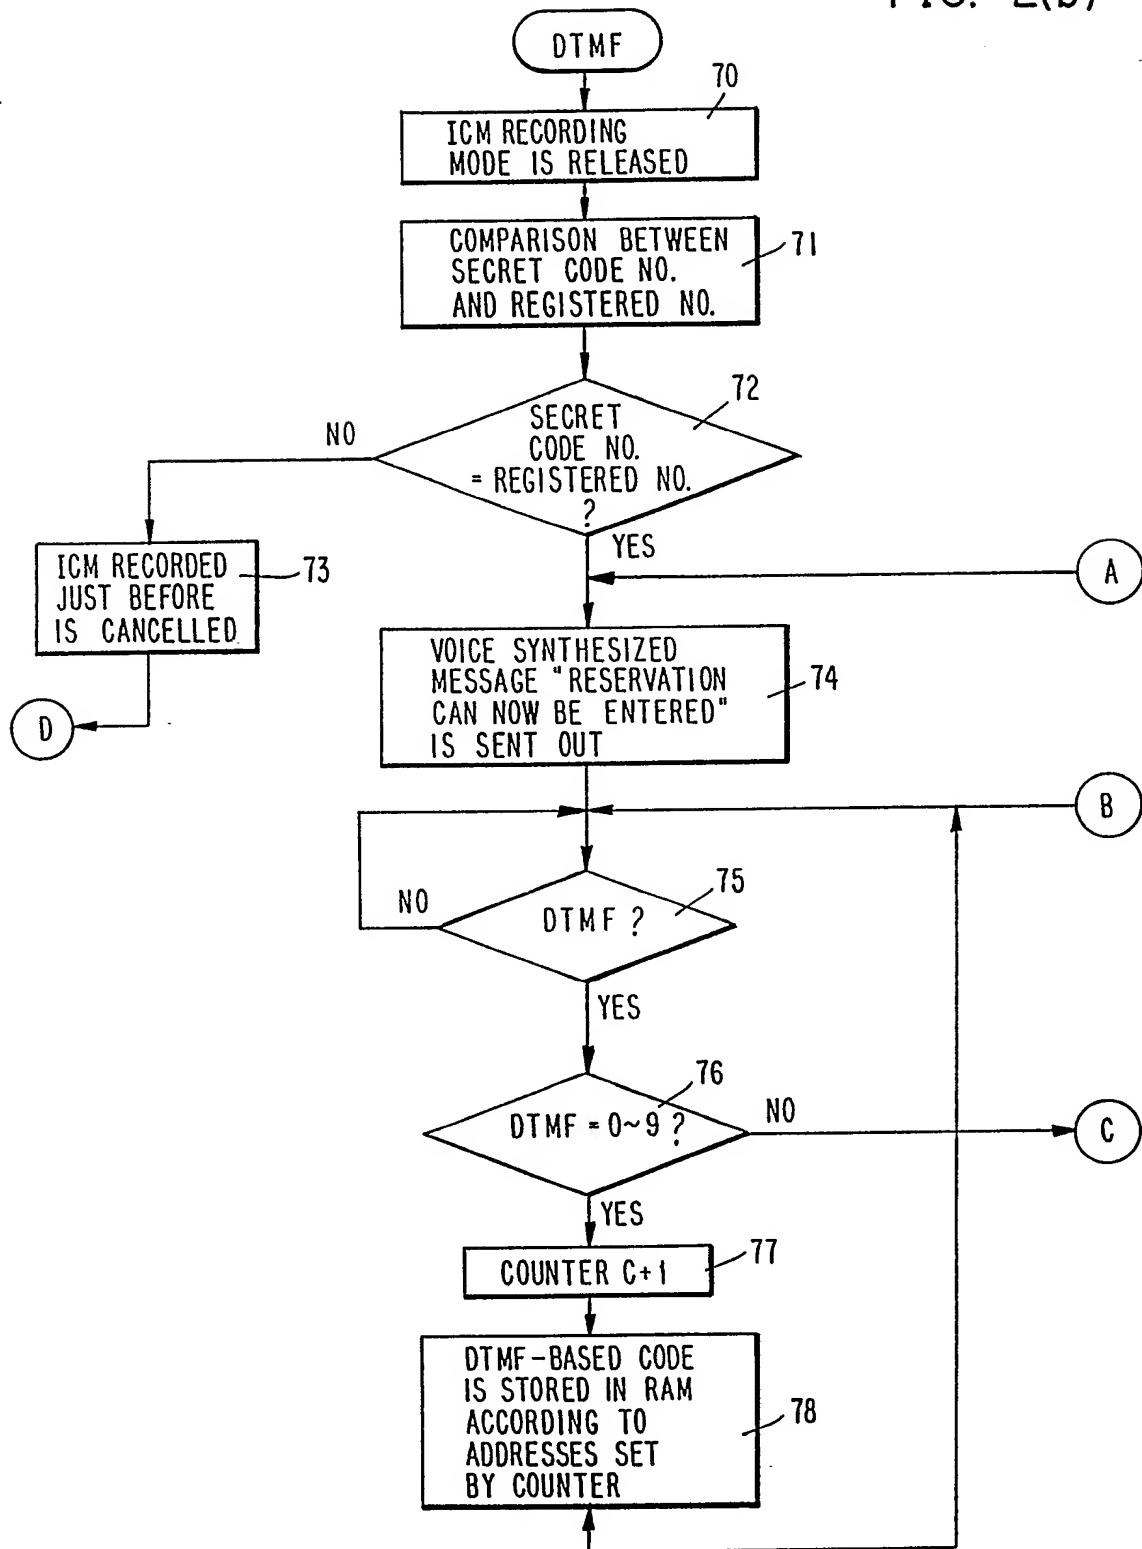 FIG. 2(b)
DTMF
70
ICM RECORDING
MODE IS RELEASED
71
COMPARISON BETWEEN
SECRET CODE NO.
AND REGISTERED NO.
72
SECRET
CODE NO.
= REGISTERED NO.
?
NO
YES
73
ICM RECORDED
JUST BEFORE
IS CANCELLED
A
D
74
VOICE SYNTHESIZED
MESSAGE "RESERVATION
CAN NOW BE ENTERED"
IS SENT OUT
B
75
DTMF ?
NO
YES
76
DTMF = 0~9 ?
NO
C
YES
77
COUNTER C+1
78
DTMF-BASED CODE
IS STORED IN RAM
ACCORDING TO
ADDRESSES SET
BY COUNTER